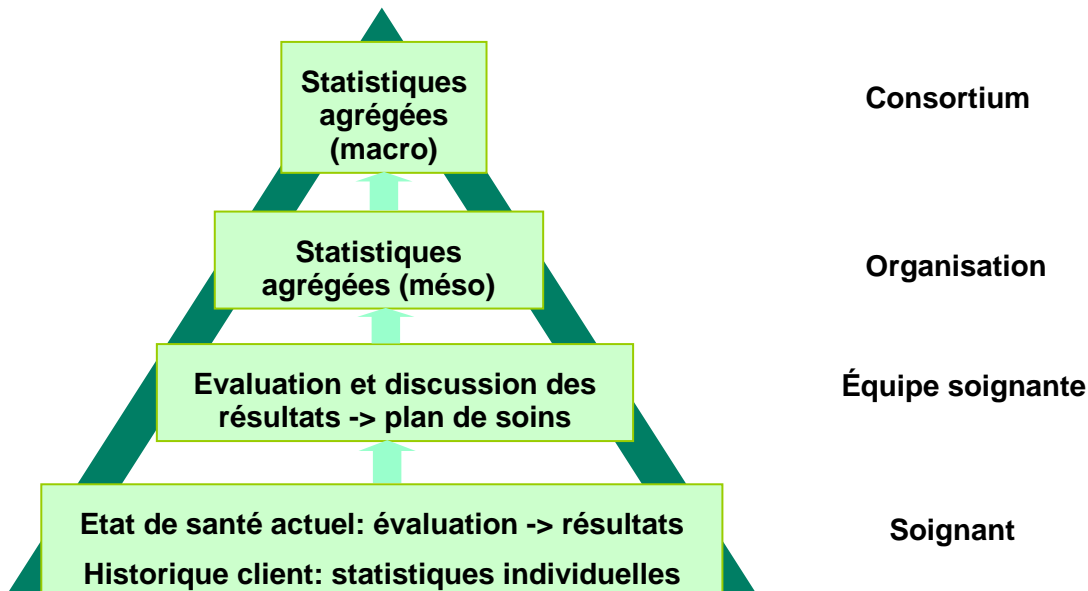 Statistiques
agrégées
(macro)
Consortium
Statistiques
agrégées (méso)
Organisation
Evaluation et discussion des
résultats -> plan de soins
Équipe soignante
Etat de santé actuel: évaluation -> résultats
Historique client: statistiques individuelles
Soignant